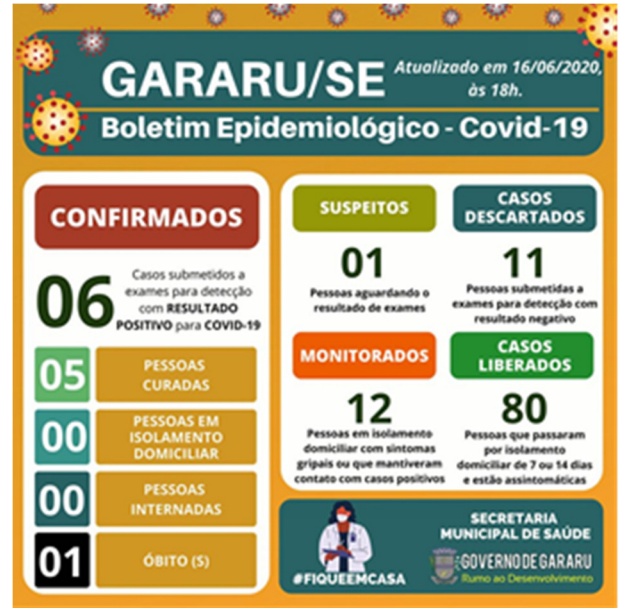 GARARU/SE
Atualizado em 16/06/2020,
às 18h.
Boletim Epidemiológico - Covid-19
CONFIRMADOS
06
Casos submetidos a
exames para detecção
com RESULTADO
POSITIVO para COVID-19
05
PESSOAS
CURADAS
00
PESSOAS EM
ISOLAMENTO
DOMICILIAR
00
PESSOAS
INTERNADAS
01
ÓBITO (S)
SUSPEITOS
01
Pessoas aguardando o
resultado de exames
CASOS
DESCARTADOS
11
Pessoas submetidas a
exames para detecção com
resultado negativo
MONITORADOS
12
Pessoas em isolamento
domiciliar com sintomas
gripais ou que mantiveram
contato com casos positivos
CASOS
LIBERADOS
80
Pessoas que passaram
por isolamento
domiciliar de 7 ou 14 dias
e estão assintomáticas
#FIQUEEMCASA
SECRETARIA
MUNICIPAL DE SAÚDE
GOVERNO DE GARARU
Rumo ao Desenvolvimento